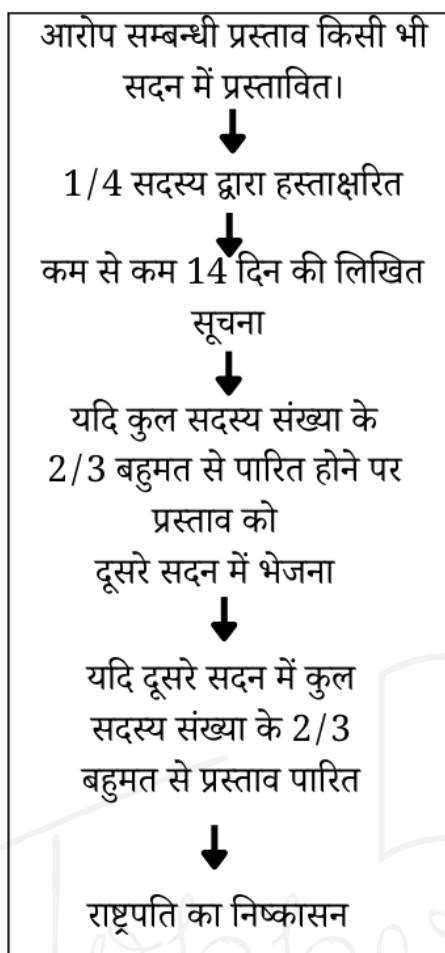 आरोप सम्बन्धी प्रस्ताव किसी भी
सदन में प्रस्तावित।
1/4 सदस्य द्वारा हस्ताक्षरित
कम से कम 14 दिन की लिखित
सूचना
यदि कुल सदस्य संख्या के
2/3 बहुमत से पारित होने पर
प्रस्ताव को
दूसरे सदन में भेजना
यदि दूसरे सदन में कुल
सदस्य संख्या के 2/3
बहुमत से प्रस्ताव पारित
राष्ट्रपति का निष्कासन